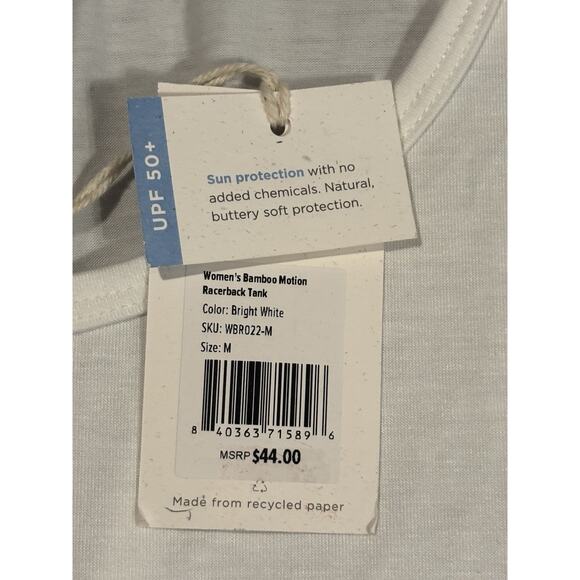 UPF 50+
Sun protection with no
added chemicals. Natural,
buttery soft protection.
Women's Bamboo Motion
Racerback Tank
Color: Bright White
SKU: WBR022-M
Size: M
8 40363 71589 6
MSRP $44.00
Made from recycled paper